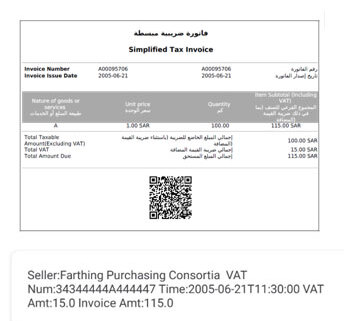 فاتورة ضريبية مبسطة
Simplified Tax Invoice
Invoice Number A00095706 A00095706 رقم الفاتورة
Invoice Issue Date 2005-06-21 2005-06-21 تاريخ إصدار الفاتورة
Nature of goods or services طبيعة السلع أو الخدمات
Unit price سعر الوحدة
Quantity كم
Item Subtotal (Including VAT) المجموع الفرعي للصنف (بما في ذلك ضريبة القيمة المضافة)
A 1.00 SAR 100.00 115.00 SAR
Total Taxable Amount(Excluding VAT) إجمالي المبلغ الخاضع للضريبة (باستثناء ضريبة القيمة المضافة) 100.00 SAR
Total VAT إجمالي ضريبة القيمة المضافة 15.00 SAR
Total Amount Due إجمالي المبلغ المستحق 115.00 SAR
Seller:Farthing Purchasing Consortia VAT
Num:34344444A444447 Time:2005-06-21T11:30:00 VAT
Amt:15.0 Invoice Amt:115.0